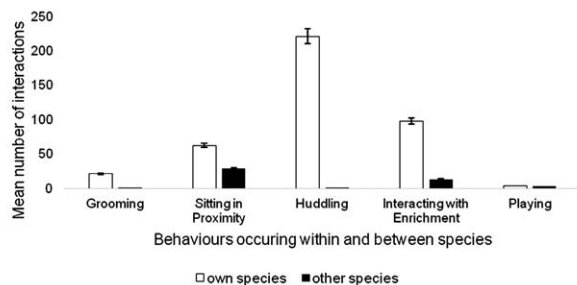 Mean number of interactions
250
200
150
100
50
0
Grooming
Sitting in
Proximity
Huddling
Interacting with
Enrichment
Playing
Behaviours occuring within and between species
own species
other species